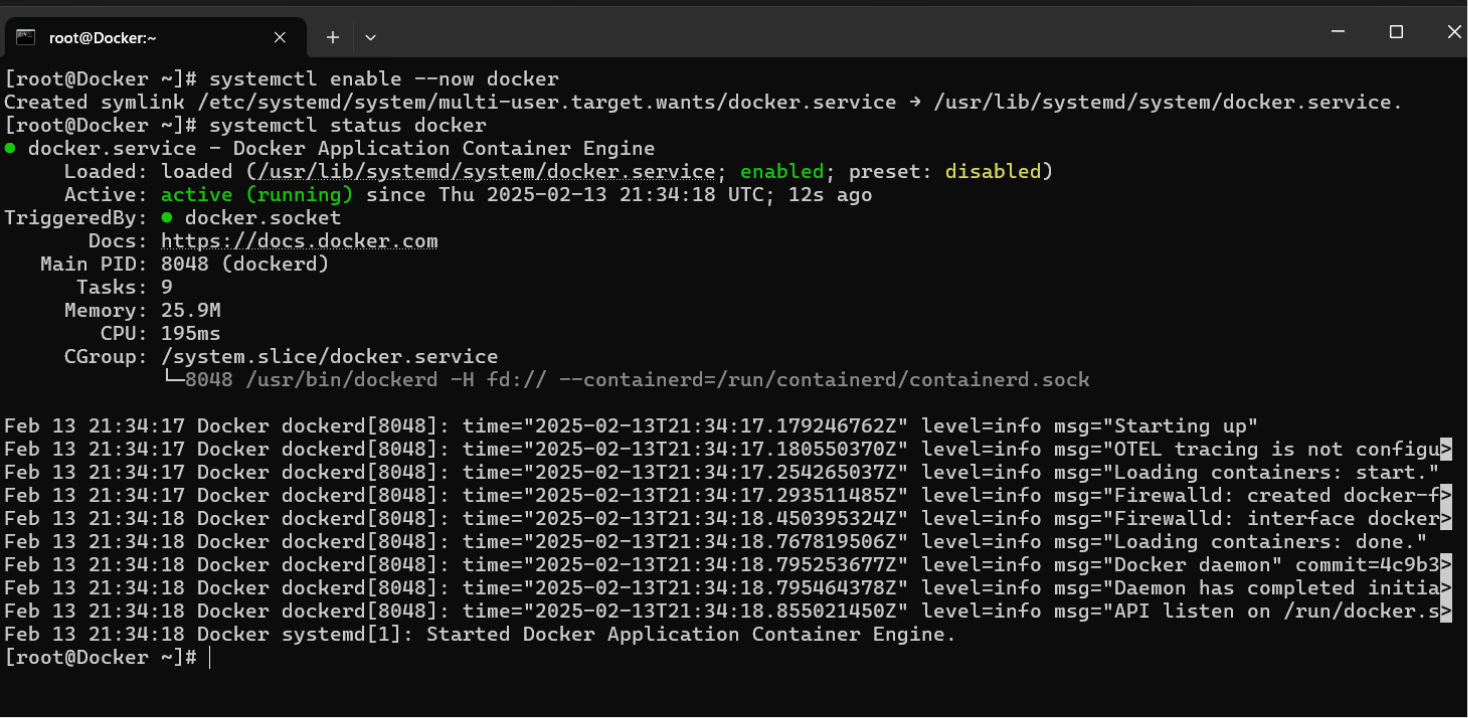 root@Docker:~
[root@Docker ~]# systemctl enable --now docker
Created symlink /etc/systemd/system/multi-user.target.wants/docker.service → /usr/lib/systemd/system/docker.service.
[root@Docker ~]# systemctl status docker
● docker.service - Docker Application Container Engine
     Loaded: loaded (/usr/lib/systemd/system/docker.service; enabled; preset: disabled)
     Active: active (running) since Thu 2025-02-13 21:34:18 UTC; 12s ago
TriggeredBy: ● docker.socket
       Docs: https://docs.docker.com
   Main PID: 8048 (dockerd)
      Tasks: 9
     Memory: 25.9M
        CPU: 195ms
     CGroup: /system.slice/docker.service
             └─8048 /usr/bin/dockerd -H fd:// --containerd=/run/containerd/containerd.sock
Feb 13 21:34:17 Docker dockerd[8048]: time="2025-02-13T21:34:17.179246762Z" level=info msg="Starting up"
Feb 13 21:34:17 Docker dockerd[8048]: time="2025-02-13T21:34:17.180550370Z" level=info msg="OTEL tracing is not configu>
Feb 13 21:34:17 Docker dockerd[8048]: time="2025-02-13T21:34:17.254265037Z" level=info msg="Loading containers: start."
Feb 13 21:34:17 Docker dockerd[8048]: time="2025-02-13T21:34:17.293511485Z" level=info msg="Firewalld: created docker-f>
Feb 13 21:34:18 Docker dockerd[8048]: time="2025-02-13T21:34:18.450395324Z" level=info msg="Firewalld: interface docker>
Feb 13 21:34:18 Docker dockerd[8048]: time="2025-02-13T21:34:18.767819506Z" level=info msg="Loading containers: done."
Feb 13 21:34:18 Docker dockerd[8048]: time="2025-02-13T21:34:18.795253677Z" level=info msg="Docker daemon" commit=4c9b3>
Feb 13 21:34:18 Docker dockerd[8048]: time="2025-02-13T21:34:18.795464378Z" level=info msg="Daemon has completed initia>
Feb 13 21:34:18 Docker dockerd[8048]: time="2025-02-13T21:34:18.855021450Z" level=info msg="API listen on /run/docker.s>
Feb 13 21:34:18 Docker systemd[1]: Started Docker Application Container Engine.
[root@Docker ~]#